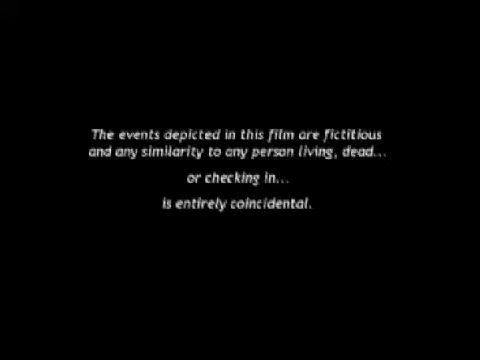 The events depicted in this film are fictitious
and any similarity to any person living, dead...
or checking in...
is entirely coincidental.